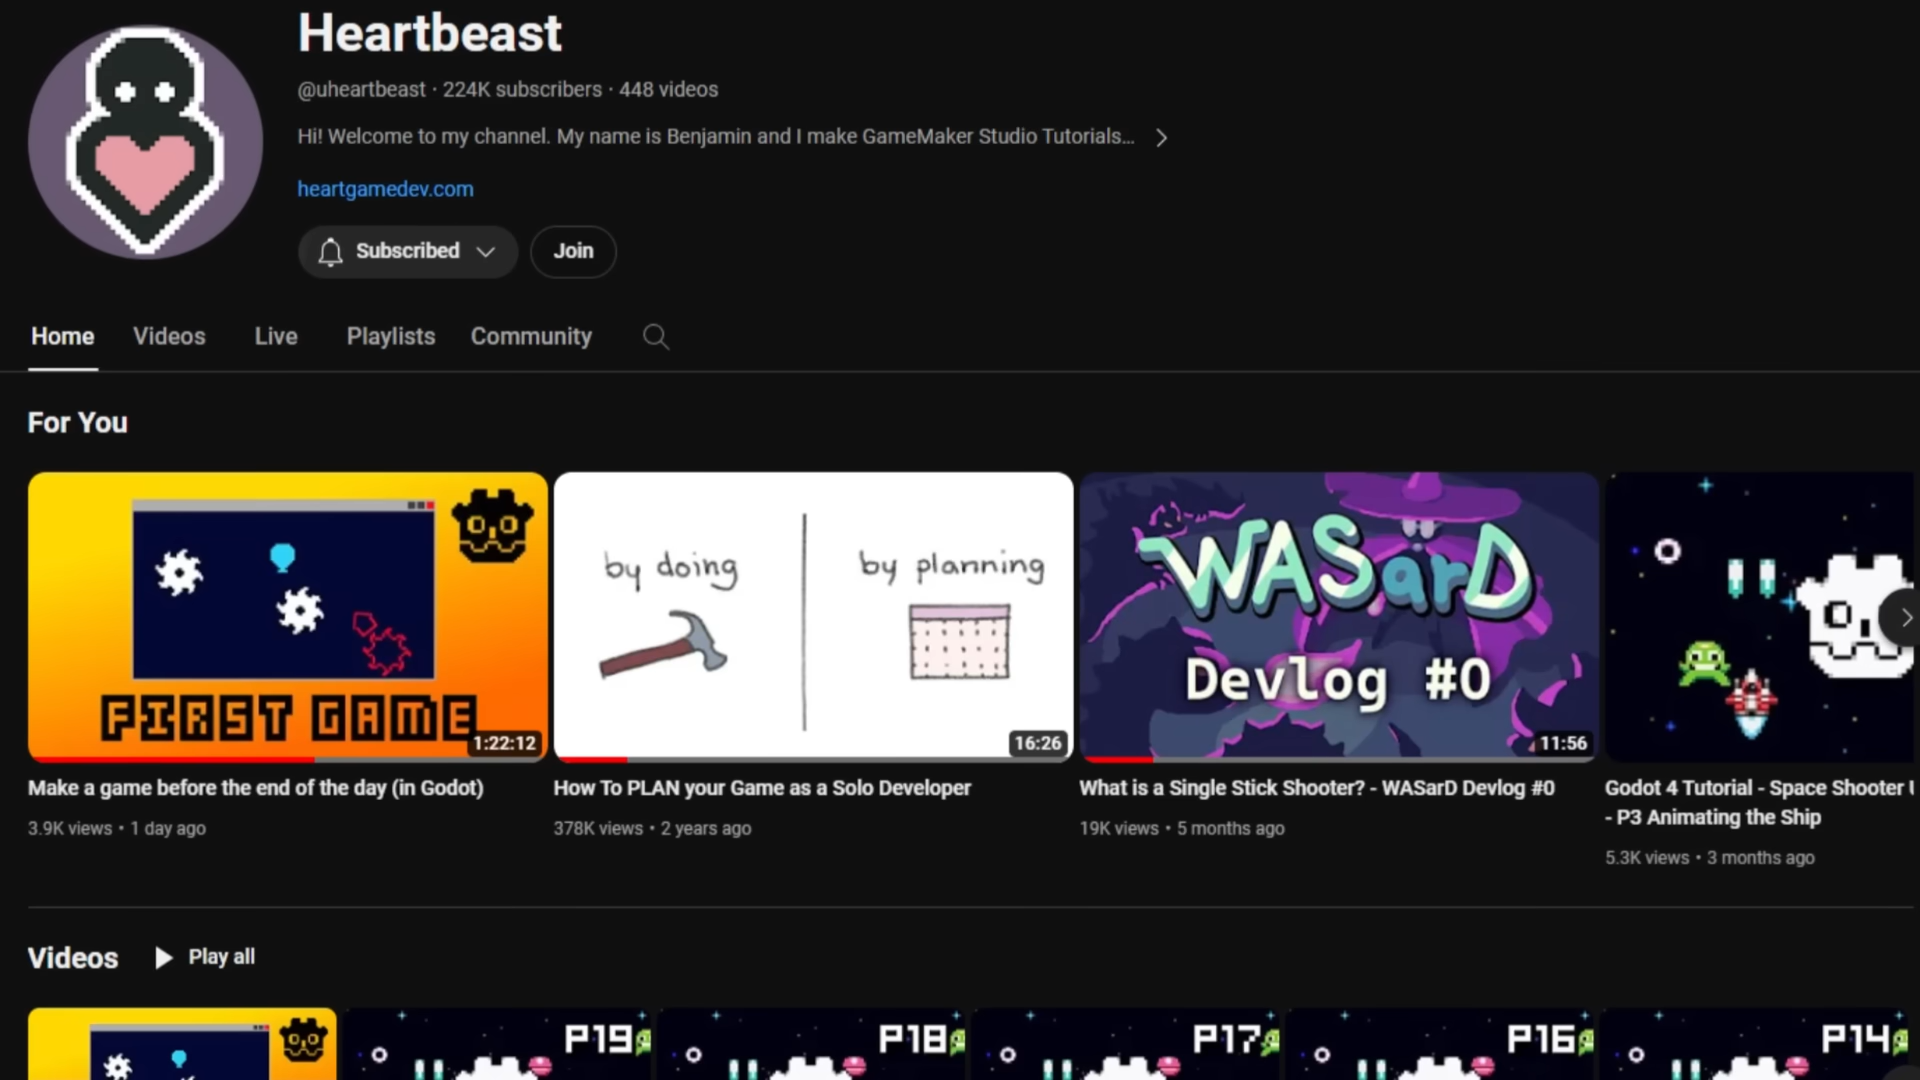 Heartbeast
@uheartbeast · 224K subscribers · 448 videos
Hi! Welcome to my channel. My name is Benjamin and I make GameMaker Studio Tutorials...
heartgamedev.com
Subscribed
Join
Home
Videos
Live
Playlists
Community
For You
FIRST GAME
1:22:12
by doing
by planning
16:26
WASarD
Devlog #0
11:56
Make a game before the end of the day (in Godot)
3.9K views • 1 day ago
How To PLAN your Game as a Solo Developer
378K views • 2 years ago
What is a Single Stick Shooter? - WASarD Devlog #0
19K views • 5 months ago
Godot 4 Tutorial - Space Shooter
- P3 Animating the Ship
5.3K views • 3 months ago
Videos
Play all
P19
P18
P17
P16
P14